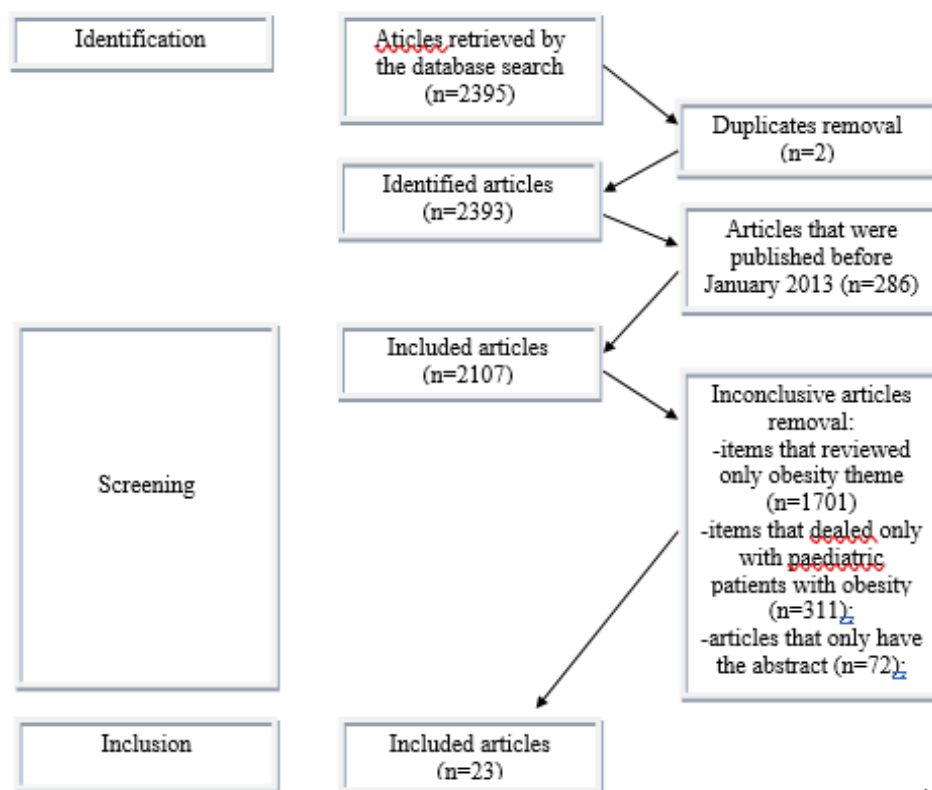 Identification
Aticles retrieved by
the database search
(n=2395)
Duplicates removal
(n=2)
Identified articles
(n=2393)
Articles that were
published before
January 2013 (n=286)
Included articles
(n=2107)
Screening
Inconclusive articles
removal:
-items that reviewed
only obesity theme
(n=1701)
-items that dealed only
with paediatric
patients with obesity
(n=311);
-articles that only have
the abstract (n=72);
Inclusion
Included articles
(n=23)